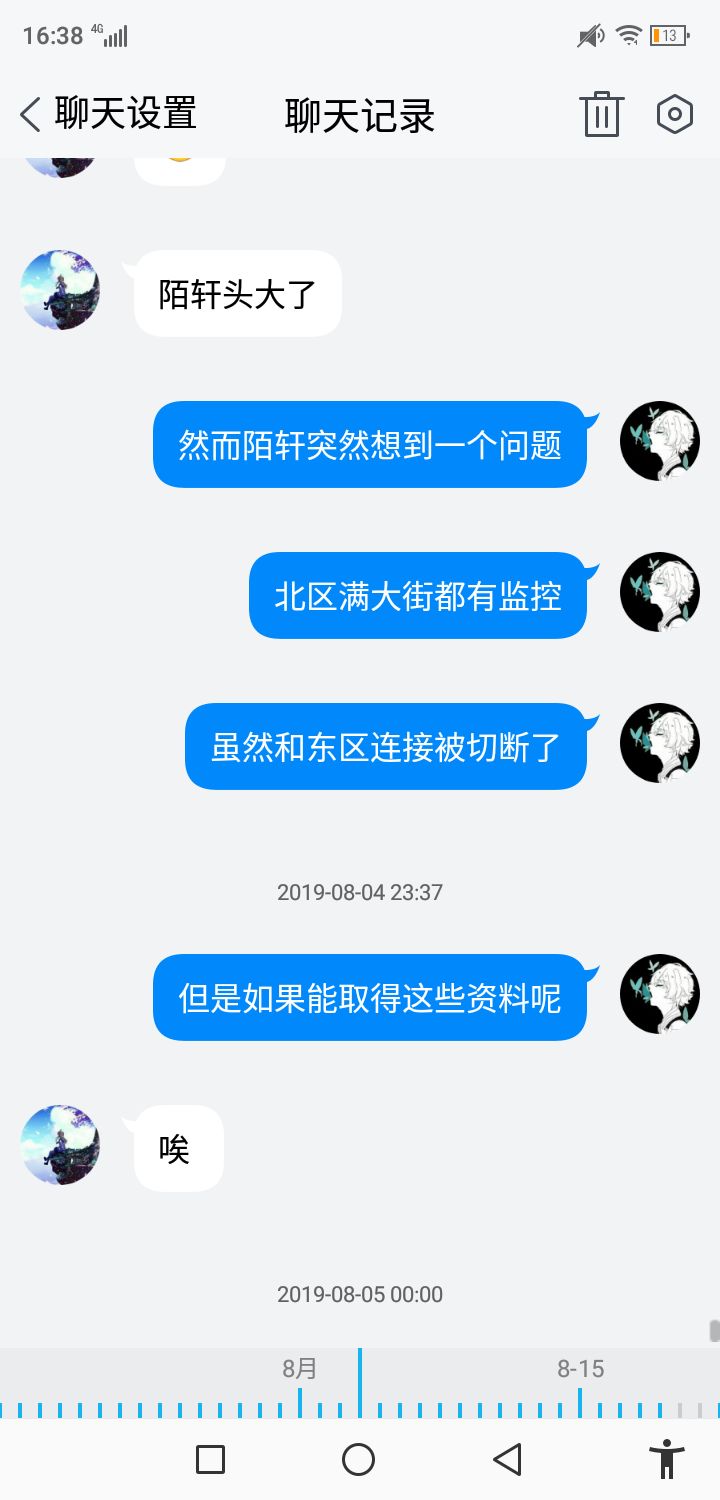 16:38 4G 13
聊天设置 聊天记录
陌轩头大了
然而陌轩突然想到一个问题
北区满大街都有监控
虽然和东区连接被切断了
2019-08-04 23:37
但是如果能取得这些资料呢
唉
2019-08-05 00:00
8月 8-15